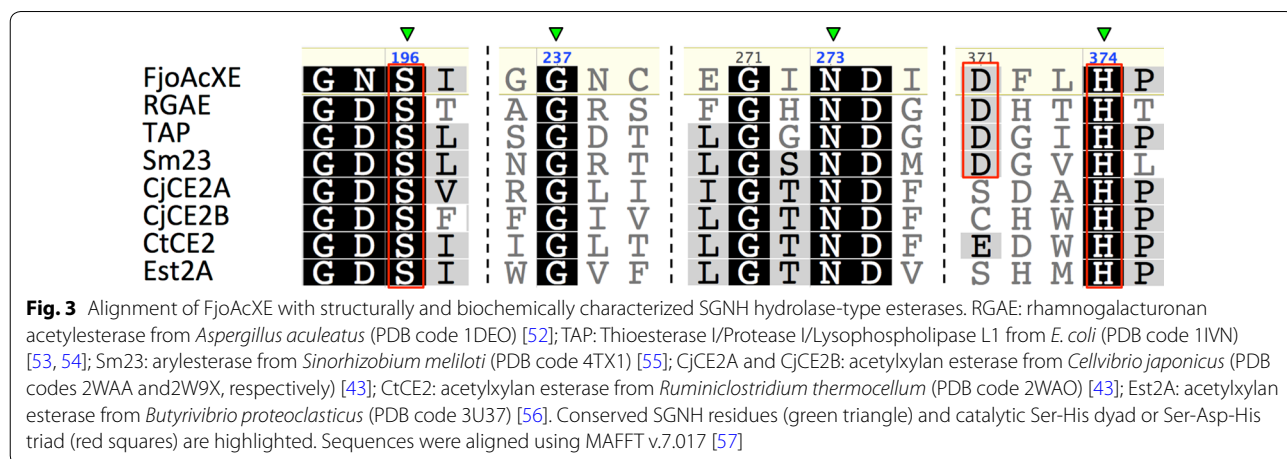 196 237 271 273 371 374
FjoAcXE G N S I G G N C E G I N D I D F L H P
RGAE G D S T A G R S F G H N D G D H T H T
TAP G D S L S G D T L G G N D G D G I H P
Sm23 G D S L N G R T L G S N D M D G V H L
CjCE2A G D S V R G L I I G T N D F S D A H P
CjCE2B G D S F F G I V L G T N D F C H W H P
CtCE2 G D S I I G L T L G T N D F E D W H P
Est2A G D S I W G V F L G T N D V S H M H P
Fig. 3 Alignment of FjoAcXE with structurally and biochemically characterized SGNH hydrolase-type esterases. RGAE: rhamnogalacturonan
acetylesterase from Aspergillus aculeatus (PDB code 1DEO) [52]; TAP: Thioesterase I/Protease I/Lysophospholipase L1 from E. coli (PDB code 1IVN)
[53, 54]; Sm23: arylesterase from Sinorhizobium meliloti (PDB code 4TX1) [55]; CjCE2A and CjCE2B: acetylxylan esterase from Cellvibrio japonicus (PDB
codes 2WAA and2W9X, respectively) [43]; CtCE2: acetylxylan esterase from Ruminiclostridium thermocellum (PDB code 2WAO) [43]; Est2A: acetylxylan
esterase from Butyrivibrio proteoclasticus (PDB code 3U37) [56]. Conserved SGNH residues (green triangle) and catalytic Ser-His dyad or Ser-Asp-His
triad (red squares) are highlighted. Sequences were aligned using MAFFT v.7.017 [57]